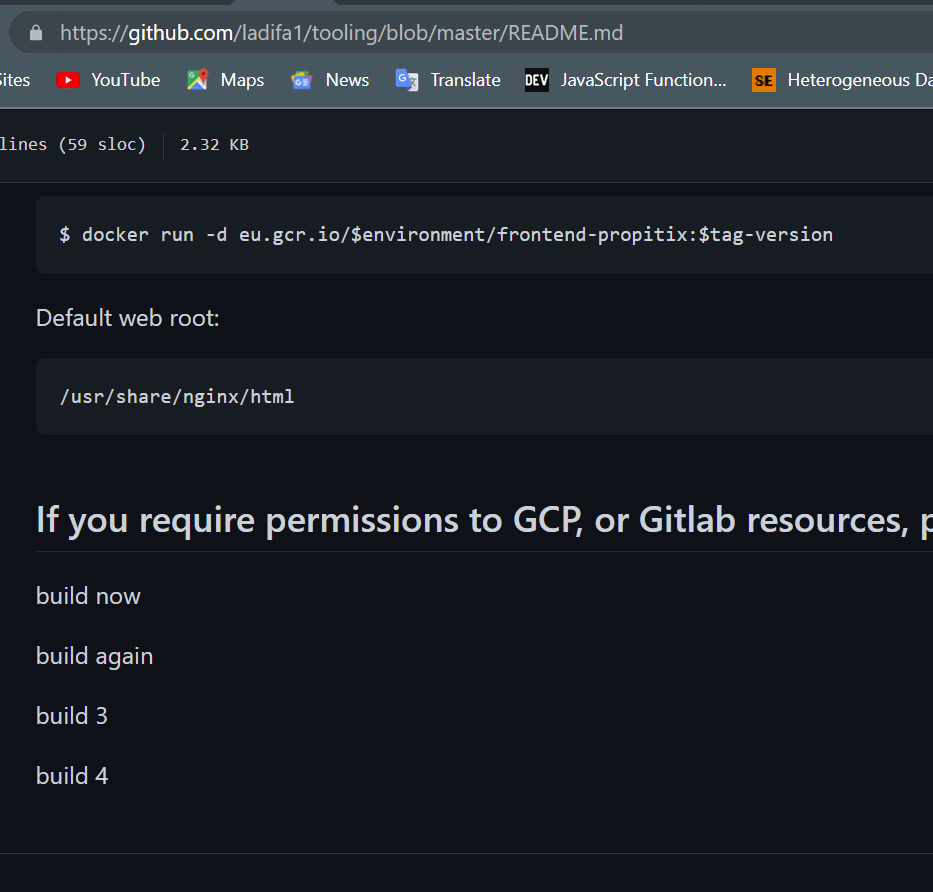 https://github.com/ladifa1/tooling/blob/master/README.md
ites YouTube Maps News Translate DEV JavaScript Function... SE Heterogeneous Da
lines (59 sloc) 2.32 KB
$ docker run -d eu.gcr.io/$environment/frontend-propitix:$tag-version
Default web root:
/usr/share/nginx/html
If you require permissions to GCP, or Gitlab resources, p
build now
build again
build 3
build 4